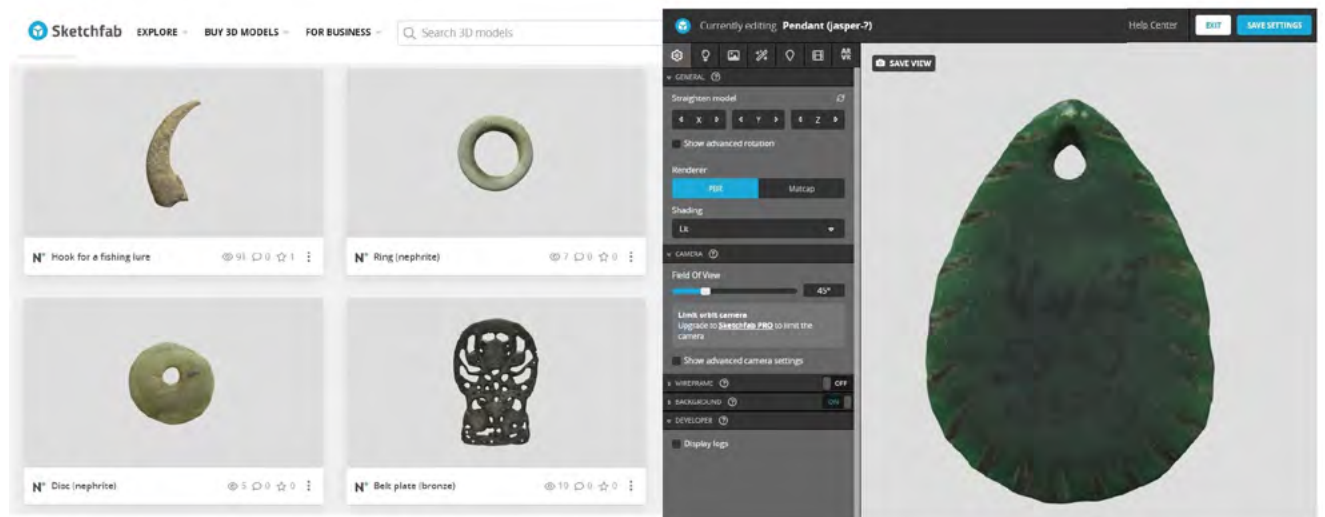 Sketchfab EXPLORE BUY 3D MODELS FOR BUSINESS Search 3D models
N° Hook for a fishing lure 91 0 1
N° Ring (nephrite) 7 0 0
N° Disc (nephrite) 5 0 0
N° Belt plate (bronze) 19 0 0
Currently editing Pendant (jasper-?) Help Center EXIT SAVE SETTINGS
AR VR
SAVE VIEW
GENERAL
Straighten model
X Y Z
Show advanced rotation
Renderer
PBR Matcap
Shading
Lit
CAMERA
Field Of View
45°
Limit orbit camera
Upgrade to Sketchfab PRO to limit the
camera
Show advanced camera settings
WIREFRAME OFF
BACKGROUND ON
DEVELOPER
Display logs